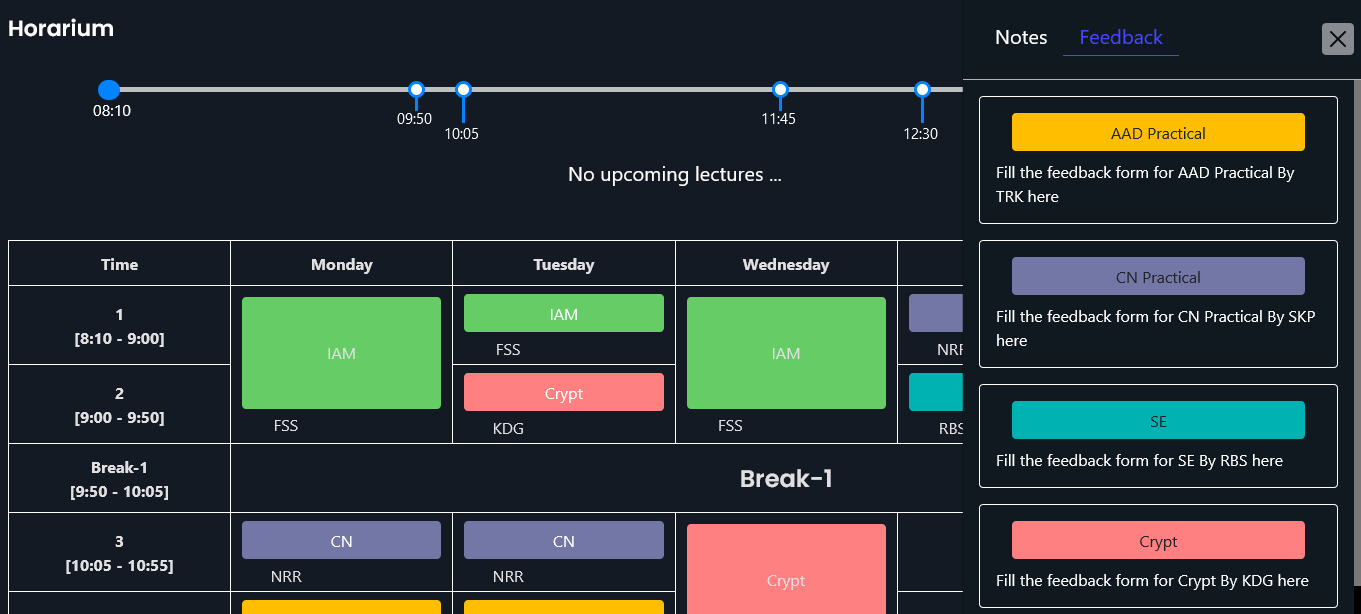 Horarium
08:10
09:50
10:05
11:45
12:30
No upcoming lectures ...
Time Monday Tuesday Wednesday
1
[8:10 - 9:00]
IAM
FSS
IAM
FSS
IAM
FSS
NRR
2
[9:00 - 9:50]
Crypt
KDG
RBS
Break-1
[9:50 - 10:05]
Break-1
3
[10:05 - 10:55]
CN
NRR
CN
NRR
Crypt
Notes Feedback
AAD Practical
Fill the feedback form for AAD Practical By
TRK here
CN Practical
Fill the feedback form for CN Practical By SKP
here
SE
Fill the feedback form for SE By RBS here
Crypt
Fill the feedback form for Crypt By KDG here